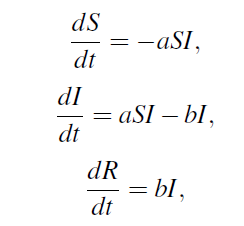 dS/dt = −aSI,
dI/dt = aSI − bI,
dR/dt = bI,